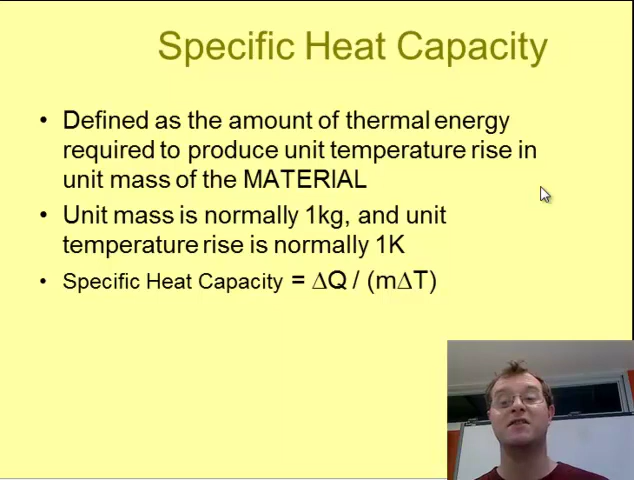 Specific Heat Capacity
• Defined as the amount of thermal energy
required to produce unit temperature rise in
unit mass of the MATERIAL
• Unit mass is normally 1kg, and unit
temperature rise is normally 1K
• Specific Heat Capacity = ΔQ / (mΔT)